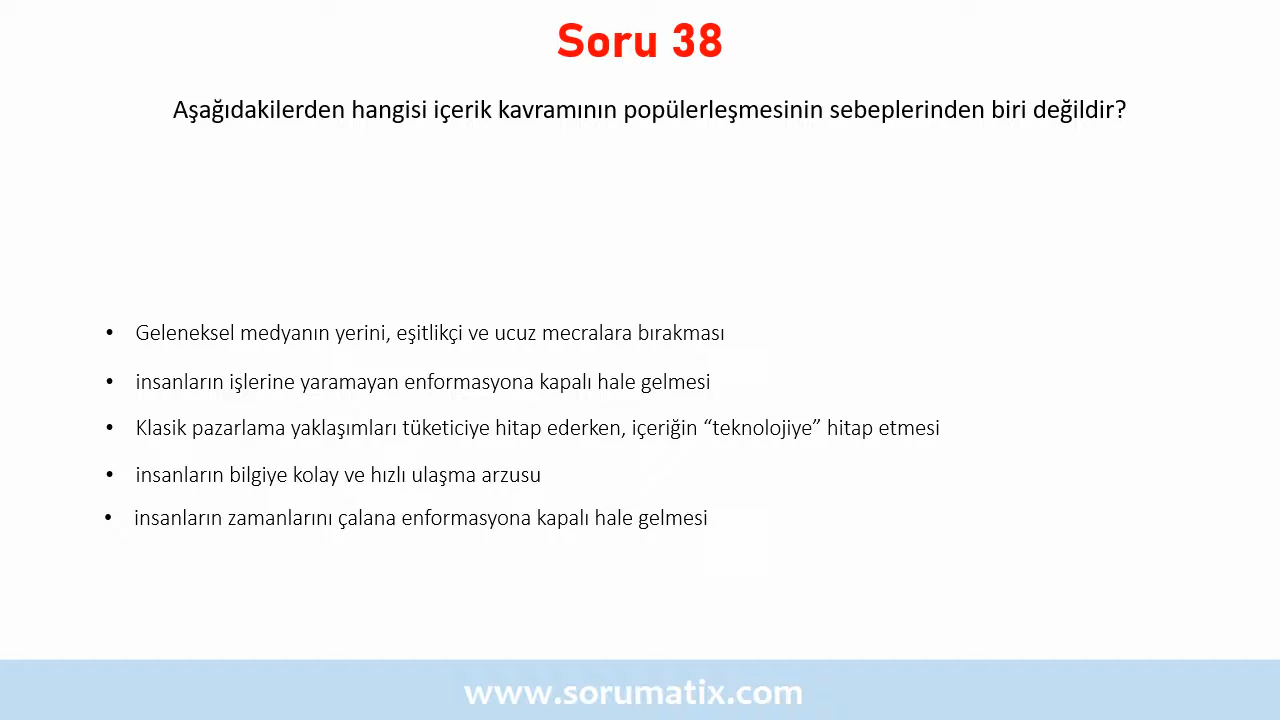 Soru 38
Aşağıdakilerden hangisi içerik kavramının popülerleşmesinin sebeplerinden biri değildir?
• Geleneksel medyanın yerini, eşitlikçi ve ucuz mecralara bırakması
• insanların işlerine yaramayan enformasyona kapalı hale gelmesi
• Klasik pazarlama yaklaşımları tüketiciye hitap ederken, içeriğin “teknolojiye” hitap etmesi
• insanların bilgiye kolay ve hızlı ulaşma arzusu
• insanların zamanlarını çalana enformasyona kapalı hale gelmesi
www.sorumatix.com